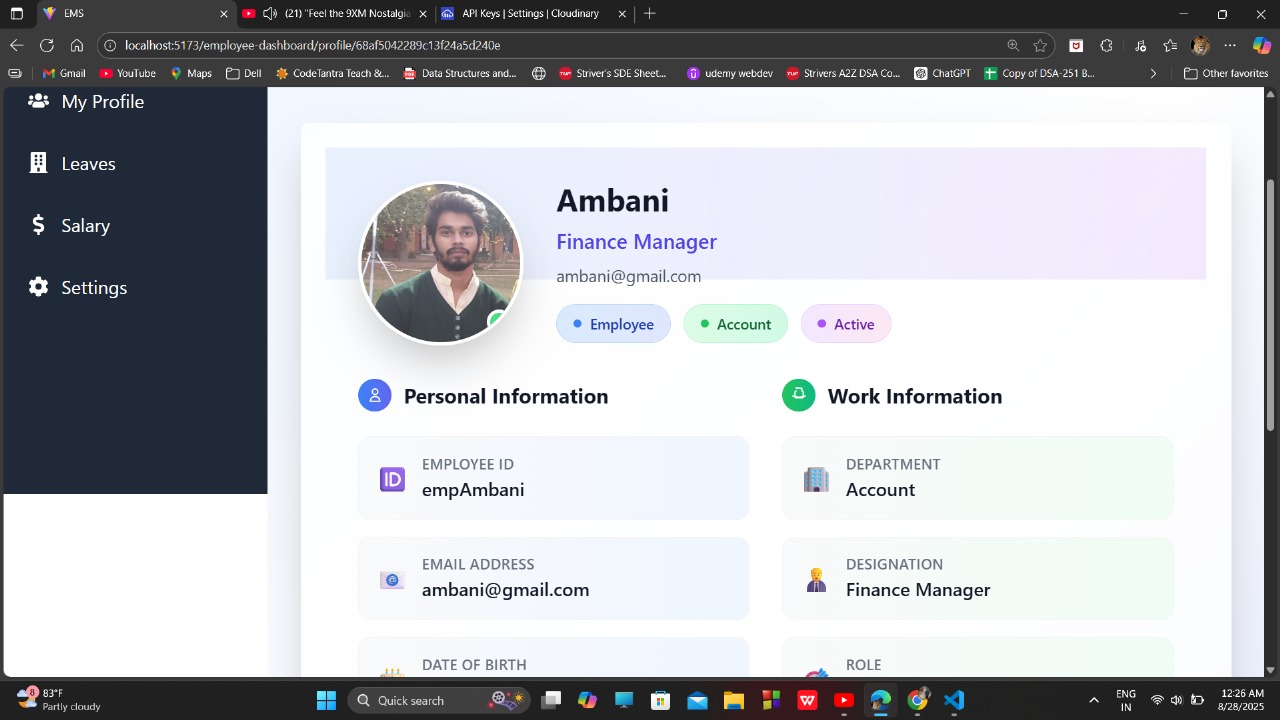 EMS
(21) "Feel the 9XM Nostalgia
API Keys | Settings | Cloudinary
localhost:5173/employee-dashboard/profile/68af5042289c13f24a5d240e
Gmail
YouTube
Maps
Dell
CodeTantra Teach &...
Data Structures and...
Striver's SDE Sheet...
udemy webdev
Strivers A2Z DSA Co...
ChatGPT
Copy of DSA-251 B...
Other favorites
My Profile
Leaves
Salary
Settings
Ambani
Finance Manager
ambani@gmail.com
Employee
Account
Active
Personal Information
EMPLOYEE ID
empAmbani
EMAIL ADDRESS
ambani@gmail.com
DATE OF BIRTH
Work Information
DEPARTMENT
Account
DESIGNATION
Finance Manager
ROLE
8
83°F
Partly cloudy
Quick search
ENG
IN
12:26 AM
8/28/2025